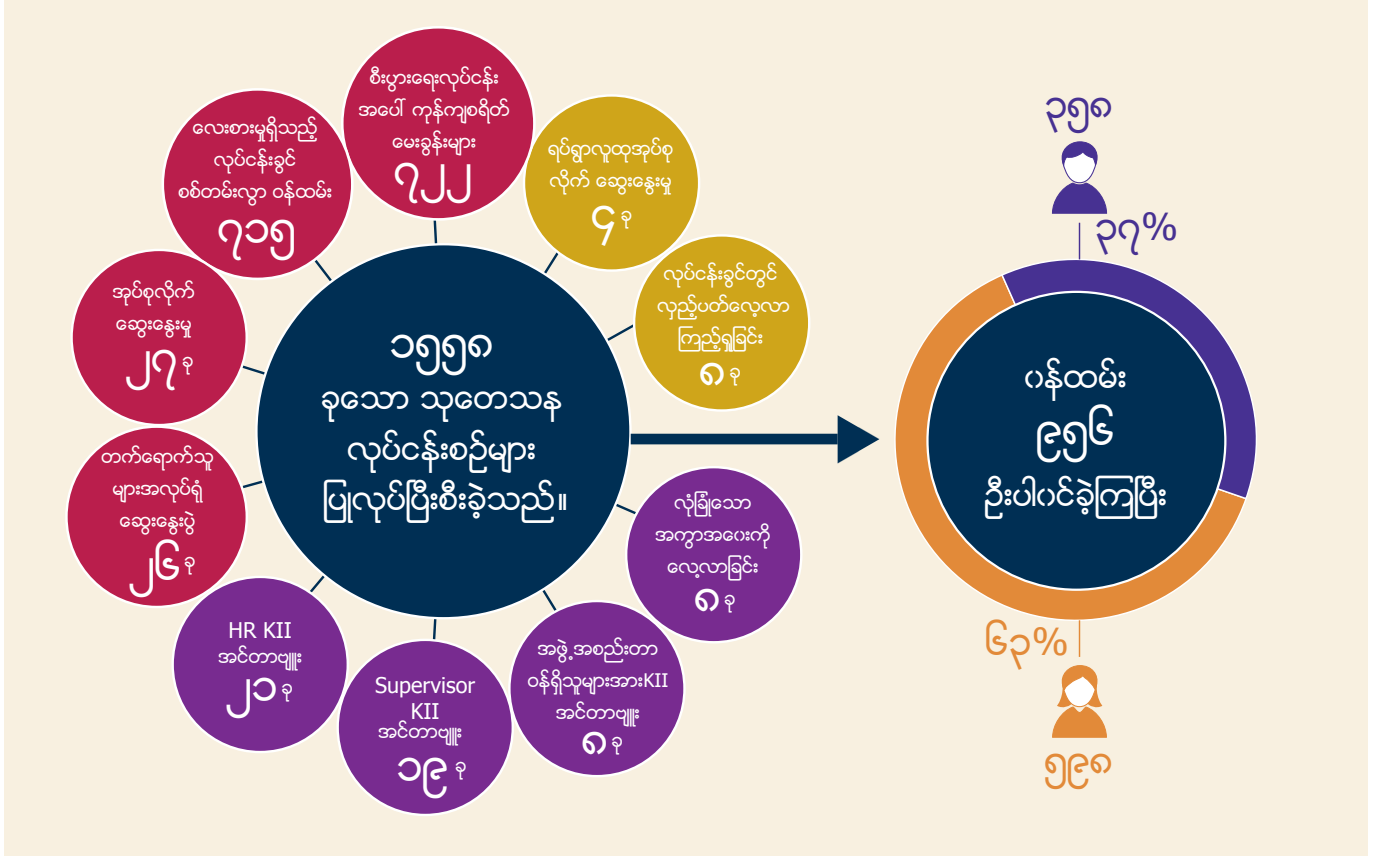 စီးပွားရေးလုပ်ငန်း
အပေါ် ကုန်ကျစရိတ်
မေးခွန်းများ
၇၂၂
ရပ်ရွာလူထုအုပ်စု
လိုက် ဆွေးနွေးမှု
၄ ခု
လုပ်ငန်းခွင်တွင်
လှည့်ပတ်လေ့လာ
ကြည့်ရှုခြင်း
၈ ခု
လုံခြုံသော
အကွာအဝေးကို
လေ့လာခြင်း
၈ ခု
အဖွဲ့အစည်းတာ
ဝန်ရှိသူများအားKII
အင်တာဗျူး
၈ ခု
Supervisor
KII
အင်တာဗျူး
၁၉ ခု
HR KII
အင်တာဗျူး
၂၁ ခု
တက်ရောက်သူ
များအလုပ်ရုံ
ဆွေးနွေးပွဲ
၂၆ ခု
အုပ်စုလိုက်
ဆွေးနွေးမှု
၂၇ ခု
လေးစားမှုရှိသည့်
လုပ်ငန်းခွင်
စစ်တမ်းလွှာ ဝန်ထမ်း
၇၁၅
၁၅၅၈
ခုသော သုတေသန
လုပ်ငန်းစဉ်များ
ပြုလုပ်ပြီးစီးခဲ့သည်။
၃၅၈
၃၇%
ဝန်ထမ်း
၉၅၆
ဦးပါဝင်ခဲ့ကြပြီး
၆၃%
၅၉၈